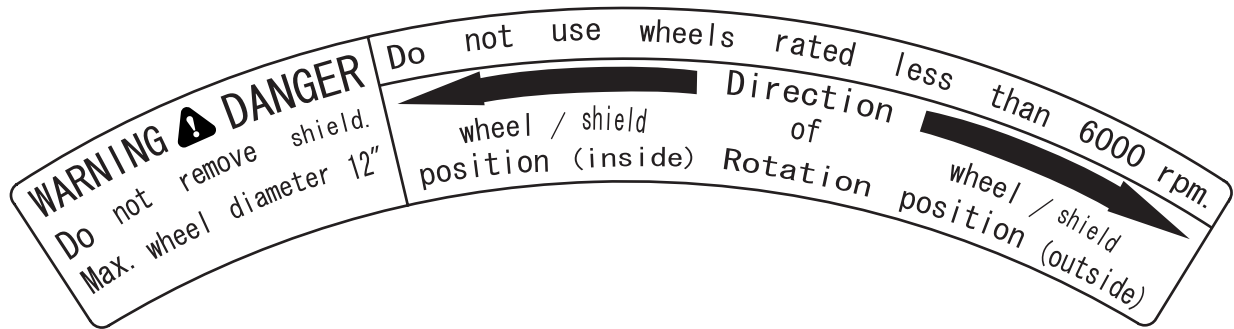 WARNING DANGER
Do not remove shield.
Max. wheel diameter 12″
Do not use wheels rated less than 6000 rpm.
wheel / shield
position (inside)
Direction
of
Rotation
wheel / shield
position (outside)